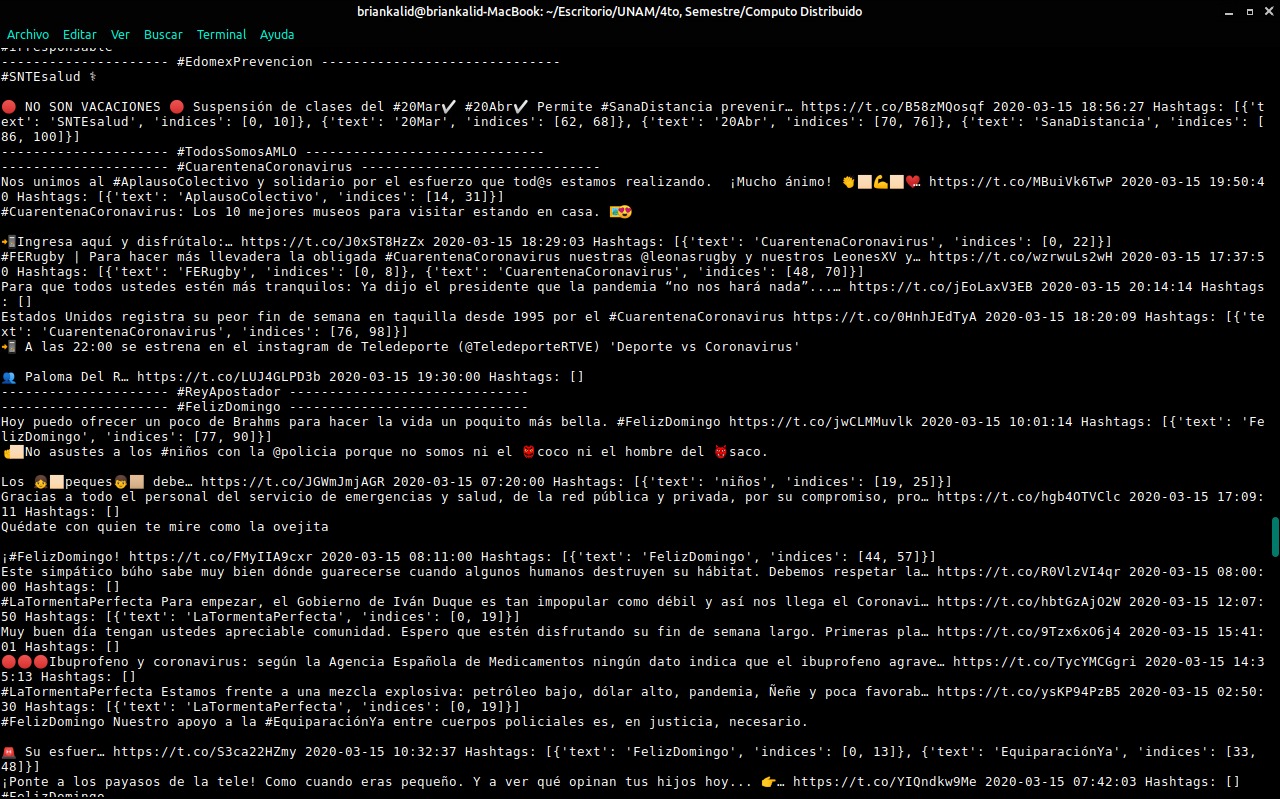 briankalid@briankalid-MacBook: ~/Escritorio/UNAM/4to, Semestre/Computo Distribuido
Archivo Editar Ver Buscar Terminal Ayuda
#Irresponsable
--------------------- #EdomexPrevencion ------------------------------
#SNTEsalud ⚕
🔴 NO SON VACACIONES 🔴 Suspensión de clases del #20Mar✔ #20Abr✔ Permite #SanaDistancia prevenir… https://t.co/B58zMQosqf 2020-03-15 18:56:27 Hashtags: [{'t
ext': 'SNTEsalud', 'indices': [0, 10]}, {'text': '20Mar', 'indices': [62, 68]}, {'text': '20Abr', 'indices': [70, 76]}, {'text': 'SanaDistancia', 'indices': [
86, 100]}]
--------------------- #TodosSomosAMLO ------------------------------
--------------------- #CuarentenaCoronavirus ------------------------------
Nos unimos al #AplausoColectivo y solidario por el esfuerzo que tod@s estamos realizando.  ¡Mucho ánimo! 👏🏻💪🏻❤… https://t.co/MBuiVk6TwP 2020-03-15 19:50:4
0 Hashtags: [{'text': 'AplausoColectivo', 'indices': [14, 31]}]
#CuarentenaCoronavirus: Los 10 mejores museos para visitar estando en casa. 🖼😍
📲Ingresa aquí y disfrútalo:… https://t.co/J0xST8HzZx 2020-03-15 18:29:03 Hashtags: [{'text': 'CuarentenaCoronavirus', 'indices': [0, 22]}]
#FERugby | Para hacer más llevadera la obligada #CuarentenaCoronavirus nuestras @leonasrugby y nuestros LeonesXV y… https://t.co/wzrwuLs2wH 2020-03-15 17:37:5
0 Hashtags: [{'text': 'FERugby', 'indices': [0, 8]}, {'text': 'CuarentenaCoronavirus', 'indices': [48, 70]}]
Para que todos ustedes estén más tranquilos: Ya dijo el presidente que la pandemia “no nos hará nada”...… https://t.co/jEoLaxV3EB 2020-03-15 20:14:14 Hashtags
: []
Estados Unidos registra su peor fin de semana en taquilla desde 1995 por el #CuarentenaCoronavirus https://t.co/0HnhJEdTyA 2020-03-15 18:20:09 Hashtags: [{'te
xt': 'CuarentenaCoronavirus', 'indices': [76, 98]}]
📲 A las 22:00 se estrena en el instagram de Teledeporte (@TeledeporteRTVE) 'Deporte vs Coronavirus'
👥 Paloma Del R… https://t.co/LUJ4GLPD3b 2020-03-15 19:30:00 Hashtags: []
--------------------- #ReyApostador ------------------------------
--------------------- #FelizDomingo ------------------------------
Hoy puedo ofrecer un poco de Brahms para hacer la vida un poquito más bella. #FelizDomingo https://t.co/jwCLMMuvlk 2020-03-15 10:01:14 Hashtags: [{'text': 'Fe
lizDomingo', 'indices': [77, 90]}]
No asustes a los #niños con la @policia porque no somos ni el 👹coco ni el hombre del 👹saco.
Los 👧🏻peques👦🏼 debe… https://t.co/JGWmJmjAGR 2020-03-15 07:20:00 Hashtags: [{'text': 'niños', 'indices': [19, 25]}]
Gracias a todo el personal del servicio de emergencias y salud, de la red pública y privada, por su compromiso, pro… https://t.co/hgb4OTVClc 2020-03-15 17:09:
11 Hashtags: []
Quédate con quien te mire como la ovejita
¡#FelizDomingo! https://t.co/FMyIIA9cxr 2020-03-15 08:11:00 Hashtags: [{'text': 'FelizDomingo', 'indices': [44, 57]}]
Este simpático búho sabe muy bien dónde guarecerse cuando algunos humanos destruyen su hábitat. Debemos respetar la… https://t.co/R0VlzVI4qr 2020-03-15 08:00:
00 Hashtags: []
#LaTormentaPerfecta Para empezar, el Gobierno de Iván Duque es tan impopular como débil y así nos llega el Coronavi… https://t.co/hbtGzAjO2W 2020-03-15 12:07:
50 Hashtags: [{'text': 'LaTormentaPerfecta', 'indices': [0, 19]}]
Muy buen día tengan ustedes apreciable comunidad. Espero que estén disfrutando su fin de semana largo. Primeras pla… https://t.co/9Tzx6xO6j4 2020-03-15 15:41:
01 Hashtags: []
🔴🔴🔴Ibuprofeno y coronavirus: según la Agencia Española de Medicamentos ningún dato indica que el ibuprofeno agrave… https://t.co/TycYMCGgri 2020-03-15 14:3
5:13 Hashtags: []
#LaTormentaPerfecta Estamos frente a una mezcla explosiva: petróleo bajo, dólar alto, pandemia, Ñeñe y poca favorab… https://t.co/ysKP94PzB5 2020-03-15 02:50:
30 Hashtags: [{'text': 'LaTormentaPerfecta', 'indices': [0, 19]}]
#FelizDomingo Nuestro apoyo a la #EquiparaciónYa entre cuerpos policiales es, en justicia, necesario.
🚨 Su esfuer… https://t.co/S3ca22HZmy 2020-03-15 10:32:37 Hashtags: [{'text': 'FelizDomingo', 'indices': [0, 13]}, {'text': 'EquiparaciónYa', 'indices': [33,
48]}]
¡Ponte a los payasos de la tele! Como cuando eras pequeño. Y a ver qué opinan tus hijos hoy... 👉… https://t.co/YIQndkw9Me 2020-03-15 07:42:03 Hashtags: []
#FelizDomingo